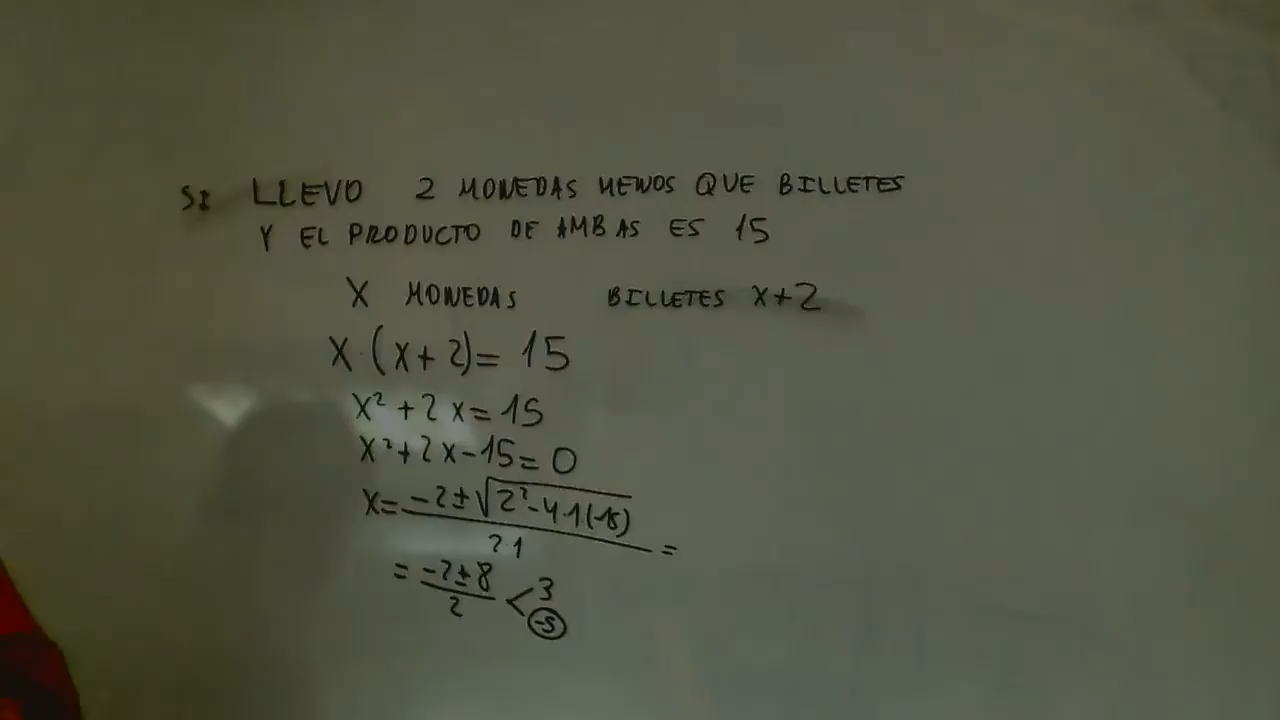 SI LLEVO 2 MONEDAS MENOS QUE BILLETES
Y EL PRODUCTO DE AMBAS ES 15
X MONEDAS BILLETES X+2
X·(X+2)=15
X²+2X=15
X²+2X-15=0
X=(-2±√(2²-4·1(-15)))/(2·1)=
=(-2±8)/2 < 3
-5